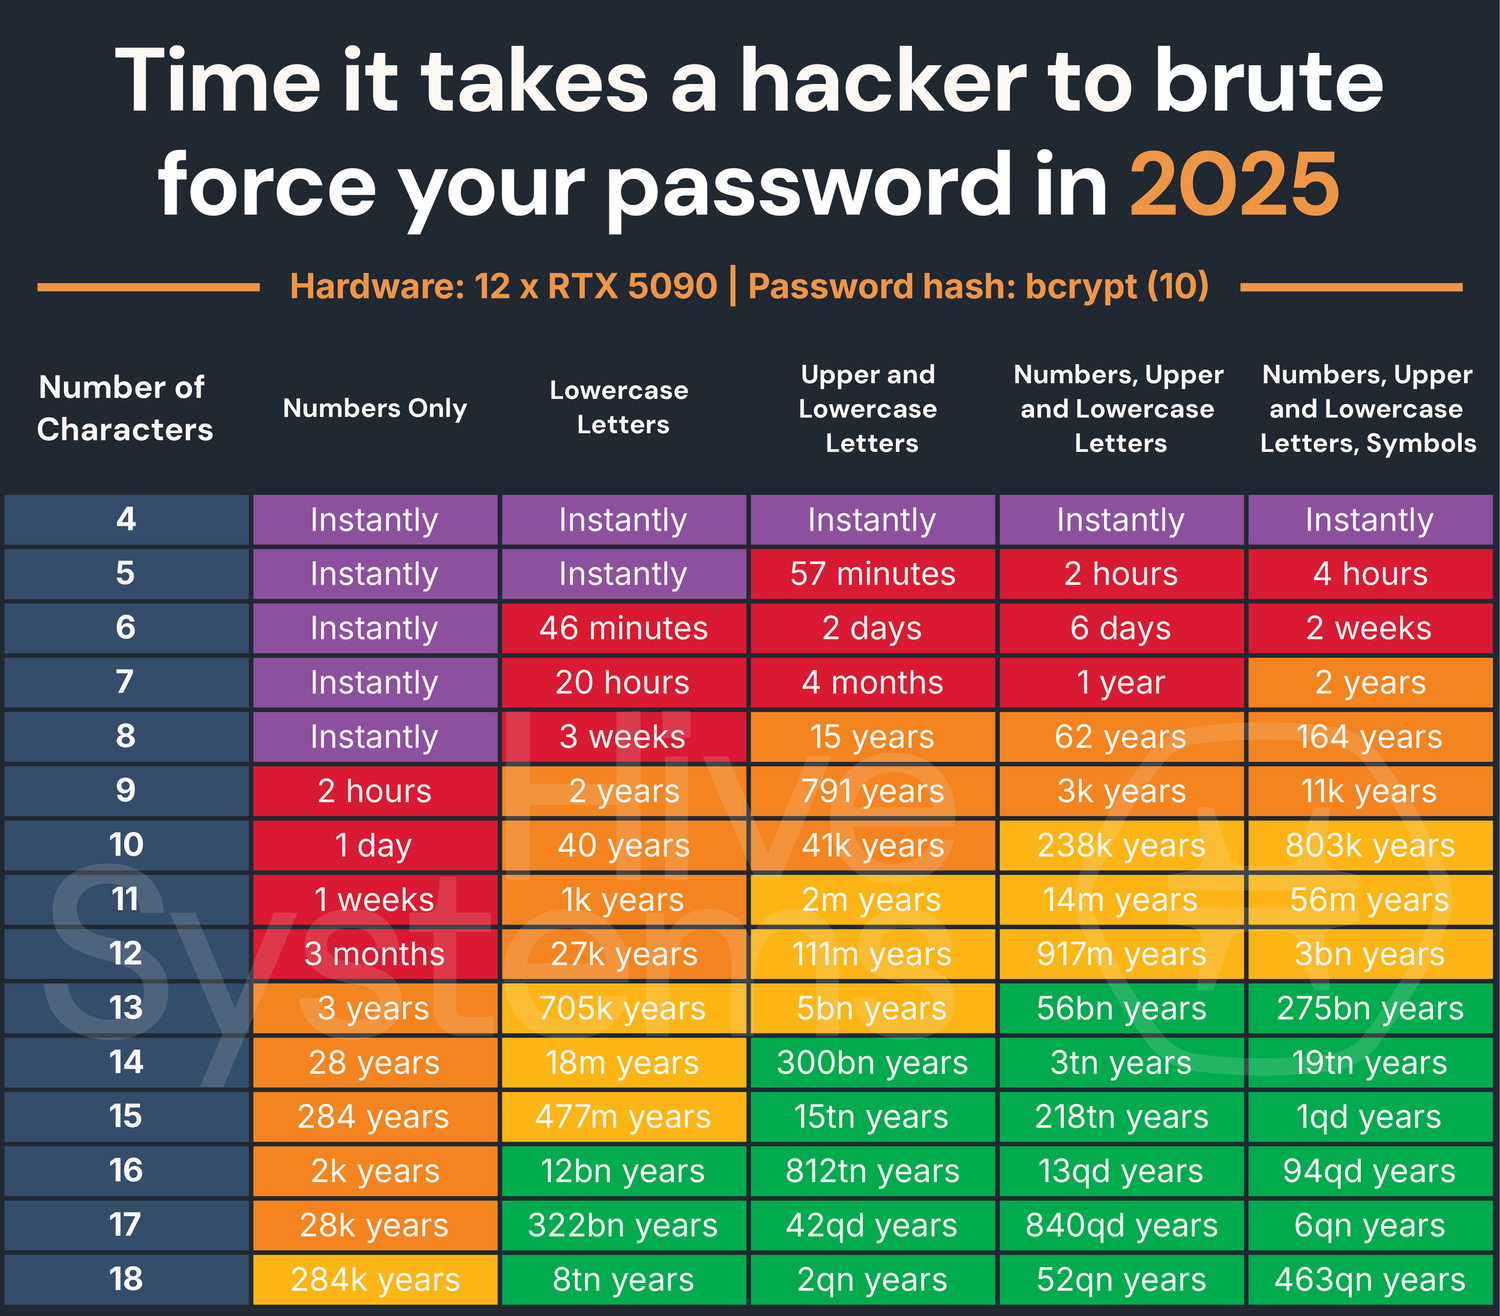 Time it takes a hacker to brute
force your password in 2025
Hardware: 12 x RTX 5090 | Password hash: bcrypt (10)
Number of
Characters
Numbers Only
Lowercase
Letters
Upper and
Lowercase
Letters
Numbers, Upper
and Lowercase
Letters
Numbers, Upper
and Lowercase
Letters, Symbols
4 Instantly Instantly Instantly Instantly Instantly
5 Instantly Instantly 57 minutes 2 hours 4 hours
6 Instantly 46 minutes 2 days 6 days 2 weeks
7 Instantly 20 hours 4 months 1 year 2 years
8 Instantly 3 weeks 15 years 62 years 164 years
9 2 hours 2 years 791 years 3k years 11k years
10 1 day 40 years 41k years 238k years 803k years
11 1 weeks 1k years 2m years 14m years 56m years
12 3 months 27k years 111m years 917m years 3bn years
13 3 years 705k years 5bn years 56bn years 275bn years
14 28 years 18m years 300bn years 3tn years 19tn years
15 284 years 477m years 15tn years 218tn years 1qd years
16 2k years 12bn years 812tn years 13qd years 94qd years
17 28k years 322bn years 42qd years 840qd years 6qn years
18 284k years 8tn years 2qn years 52qn years 463qn years
Hive
Systems